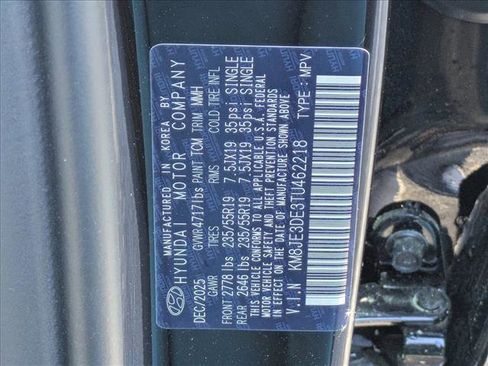 MANUFACTURED IN KOREA BY
HYUNDAI MOTOR COMPANY
DEC/2025 GVWR 4717lbs PAINT TCM TRIM MMH
GAWR TIRES RIMS COLD TIRE INFL
FRONT 2778 lbs 235/55R19 7.5JX19 35psi SINGLE
REAR 2646 lbs 235/55R19 7.5JX19 35psi SINGLE
THIS VEHICLE CONFORMS TO ALL APPLICABLE U.S.A. FEDERAL
MOTOR VEHICLE SAFETY, BUMPER, AND THEFT PREVENTION STANDARDS
IN EFFECT ON THE DATE OF MANUFACTURE SHOWN ABOVE
V.I.N : KM8JE3DE3TU462218 TYPE : MPV